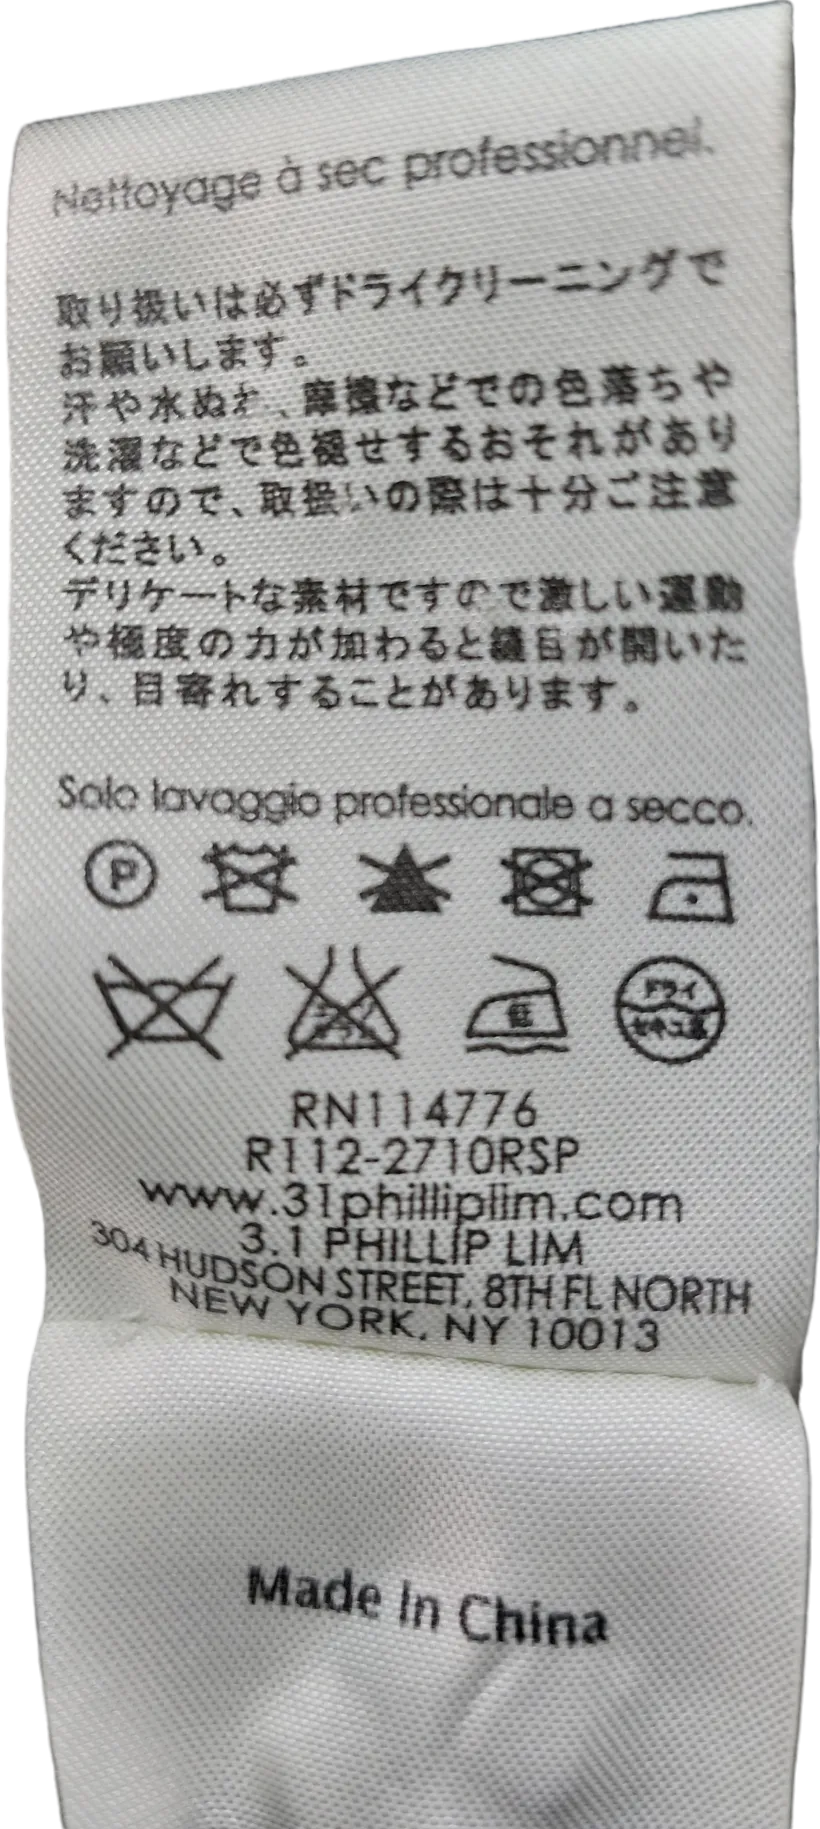 Nettoyage à sec professionnel.
取り扱いは必ずドライクリーニングで
お願いします。
汗や水ぬれ、摩擦などでの色落ちや
洗濯などで色褪せするおそれがあり
ますので、取扱いの際は十分ご注意
ください。
デリケートな素材ですので激しい運動
や極度の力が加わると縫目が開いた
り、目寄れすることがあります。
Solo lavaggio professionale a secco.
P
エンソ
低
ドライ
セキユ系
RN114776
R112-2710RSP
www.31philliplim.com
3.1 PHILLIP LIM
304 HUDSON STREET, 8TH FL NORTH
NEW YORK, NY 10013
Made In China